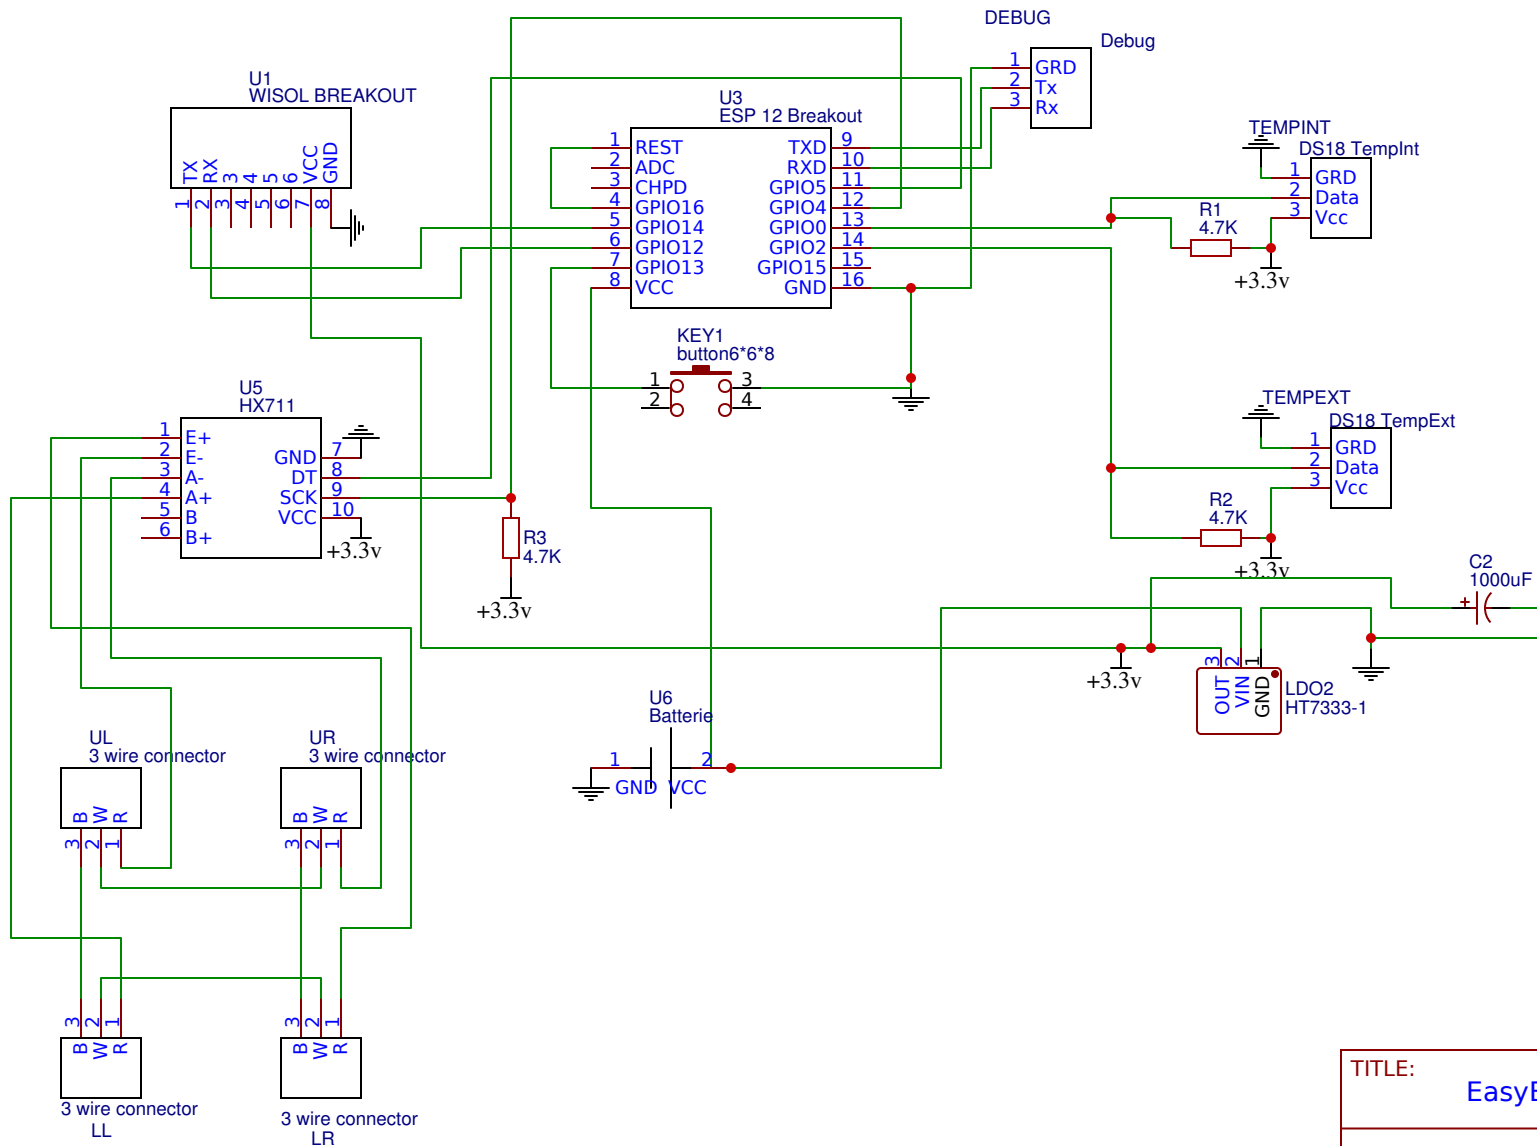 DEBUG
Debug
1 GRD
2 Tx
3 Rx
U1
WISOL BREAKOUT
TX RX 3 4 5 6 VCC GND
1 2 3 4 5 6 7 8
U3
ESP 12 Breakout
1 REST TXD 9
2 ADC RXD 10
3 CHPD GPIO5 11
4 GPIO16 GPIO4 12
5 GPIO14 GPIO0 13
6 GPIO12 GPIO2 14
7 GPIO13 GPIO15 15
8 VCC GND 16
TEMPINT
DS18 TempInt
1 GRD
2 Data
3 Vcc
R1
4.7K
+3.3v
KEY1
button6*6*8
1 3
2 4
U5
HX711
1 E+
2 E- GND 7
3 A- DT 8
4 A+ SCK 9
5 B VCC 10
6 B+
+3.3v
R3
4.7K
+3.3v
TEMPEXT
DS18 TempExt
1 GRD
2 Data
3 Vcc
R2
4.7K
+3.3v
C2
1000uF
+
+3.3v
3 2 1
OUT VIN GND
LDO2
HT7333-1
U6
Batterie
1 2
GND VCC
UL
3 wire connector
B W R
3 2 1
UR
3 wire connector
B W R
3 2 1
3 2 1
B W R
3 wire connector
LL
3 2 1
B W R
3 wire connector
LR
TITLE: